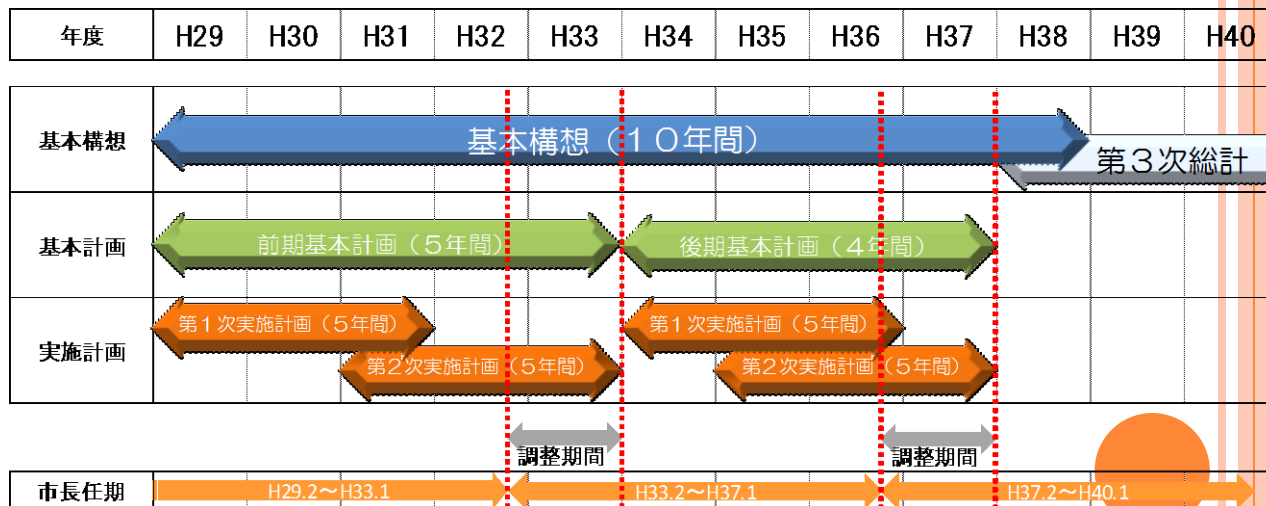 年度 H29 H30 H31 H32 H33 H34 H35 H36 H37 H38 H39 H40
基本構想 基本構想（１０年間）
第３次総計
基本計画 前期基本計画（５年間） 後期基本計画（４年間）
第１次実施計画（５年間） 第１次実施計画（５年間）
実施計画
第２次実施計画（５年間） 第２次実施計画（５年間）
調整期間 調整期間
市長任期 H29.2～H33.1 H33.2～H37.1 H37.2～H40.1